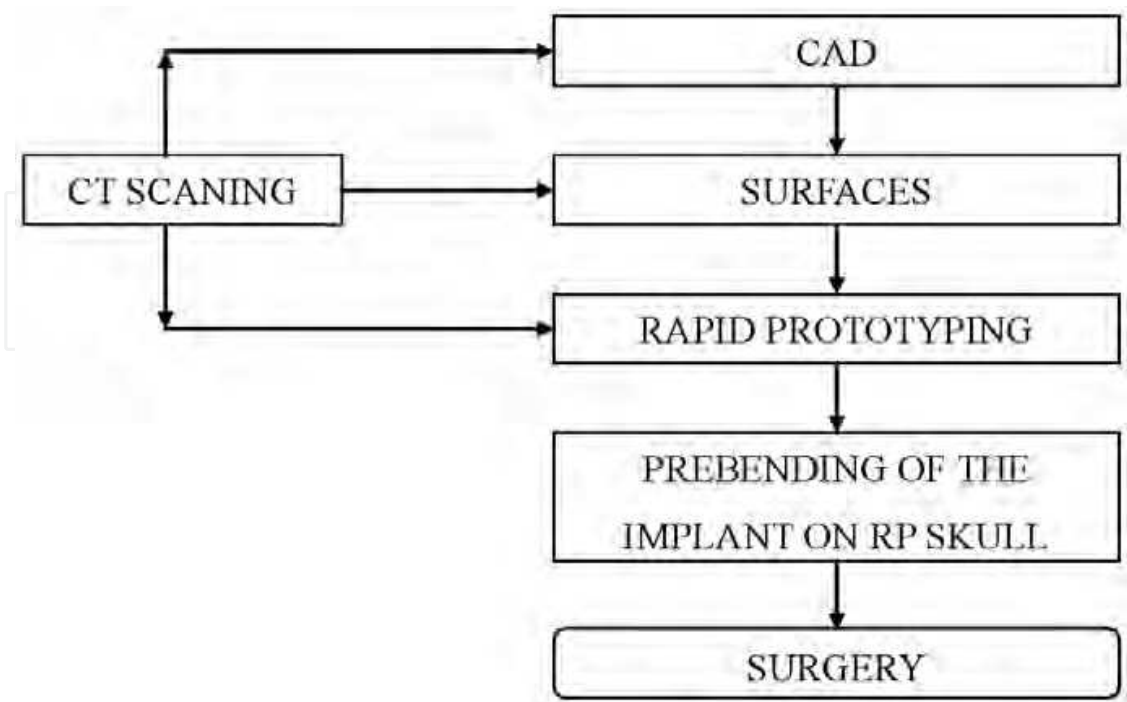 CAD
CT SCANING
SURFACES
RAPID PROTOTYPING
PREBENDING OF THE
IMPLANT ON RP SKULL
SURGERY